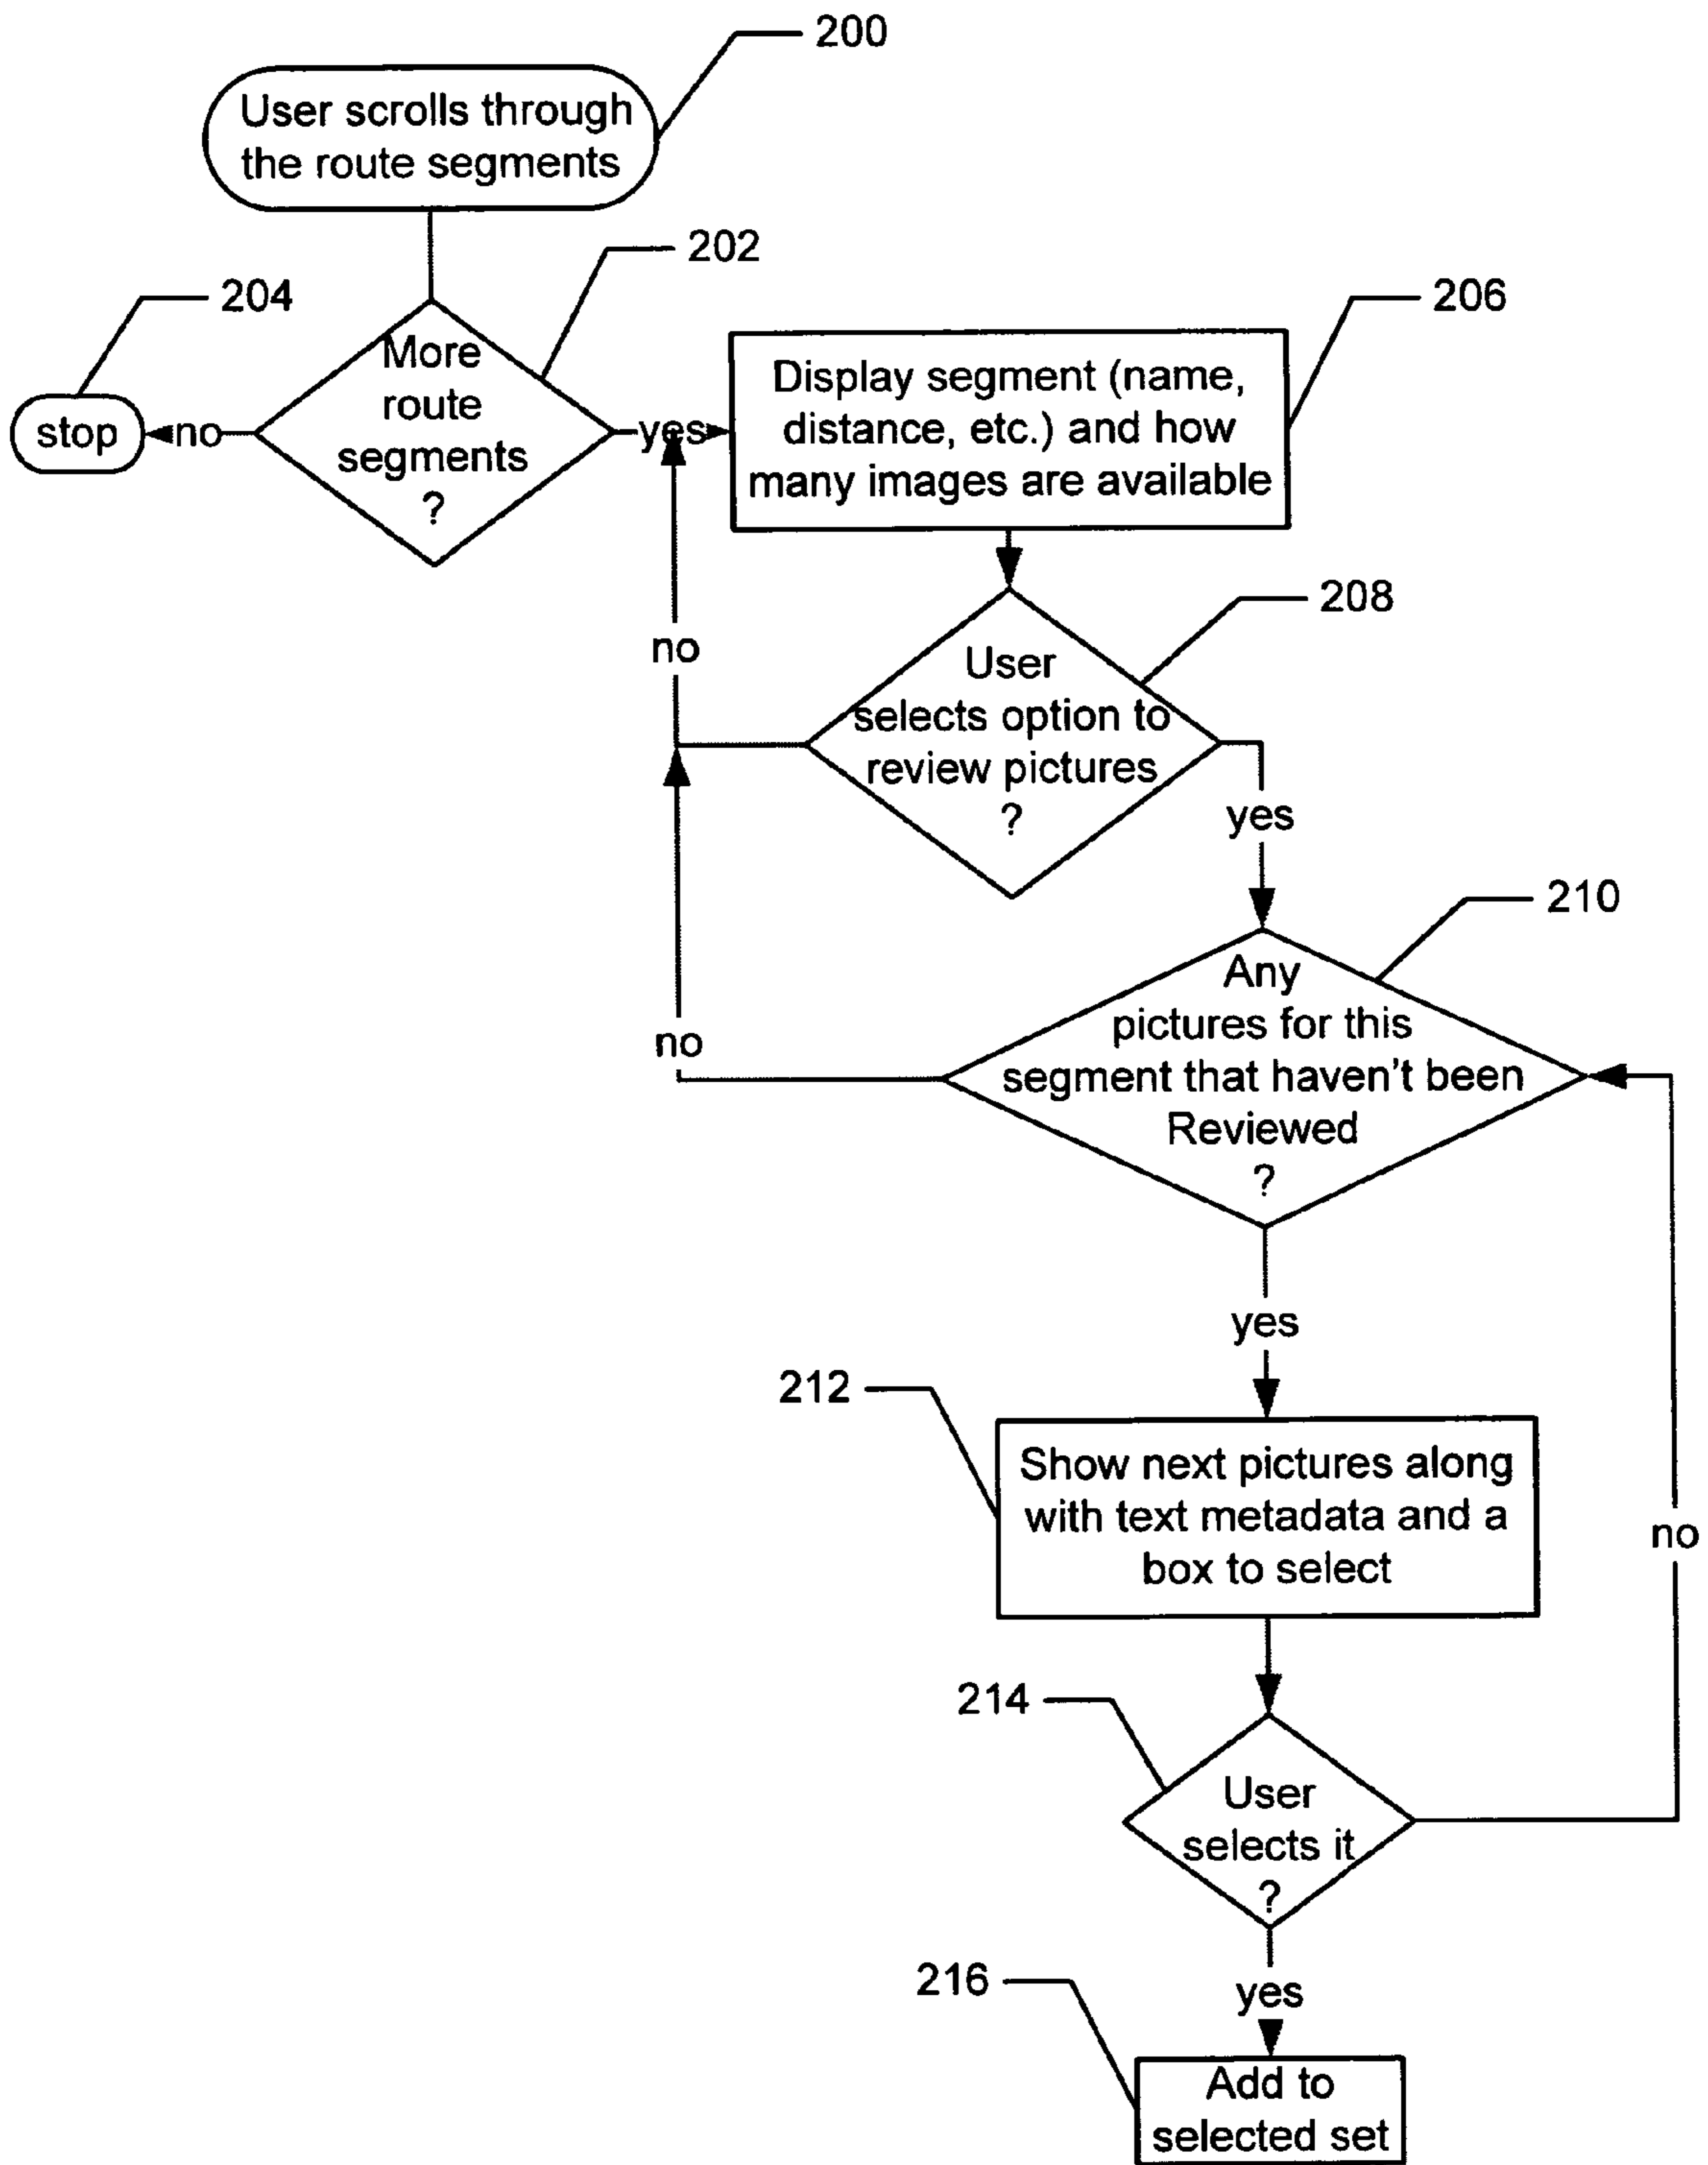 200
User scrolls through
the route segments
202
204
More
route
segments
?
stop
no
yes
206
Display segment (name,
distance, etc.) and how
many images are available
208
User
selects option to
review pictures
?
no
yes
210
Any
pictures for this
segment that haven't been
Reviewed
?
no
yes
212
Show next pictures along
with text metadata and a
box to select
no
214
User
selects it
?
216
yes
Add to
selected set